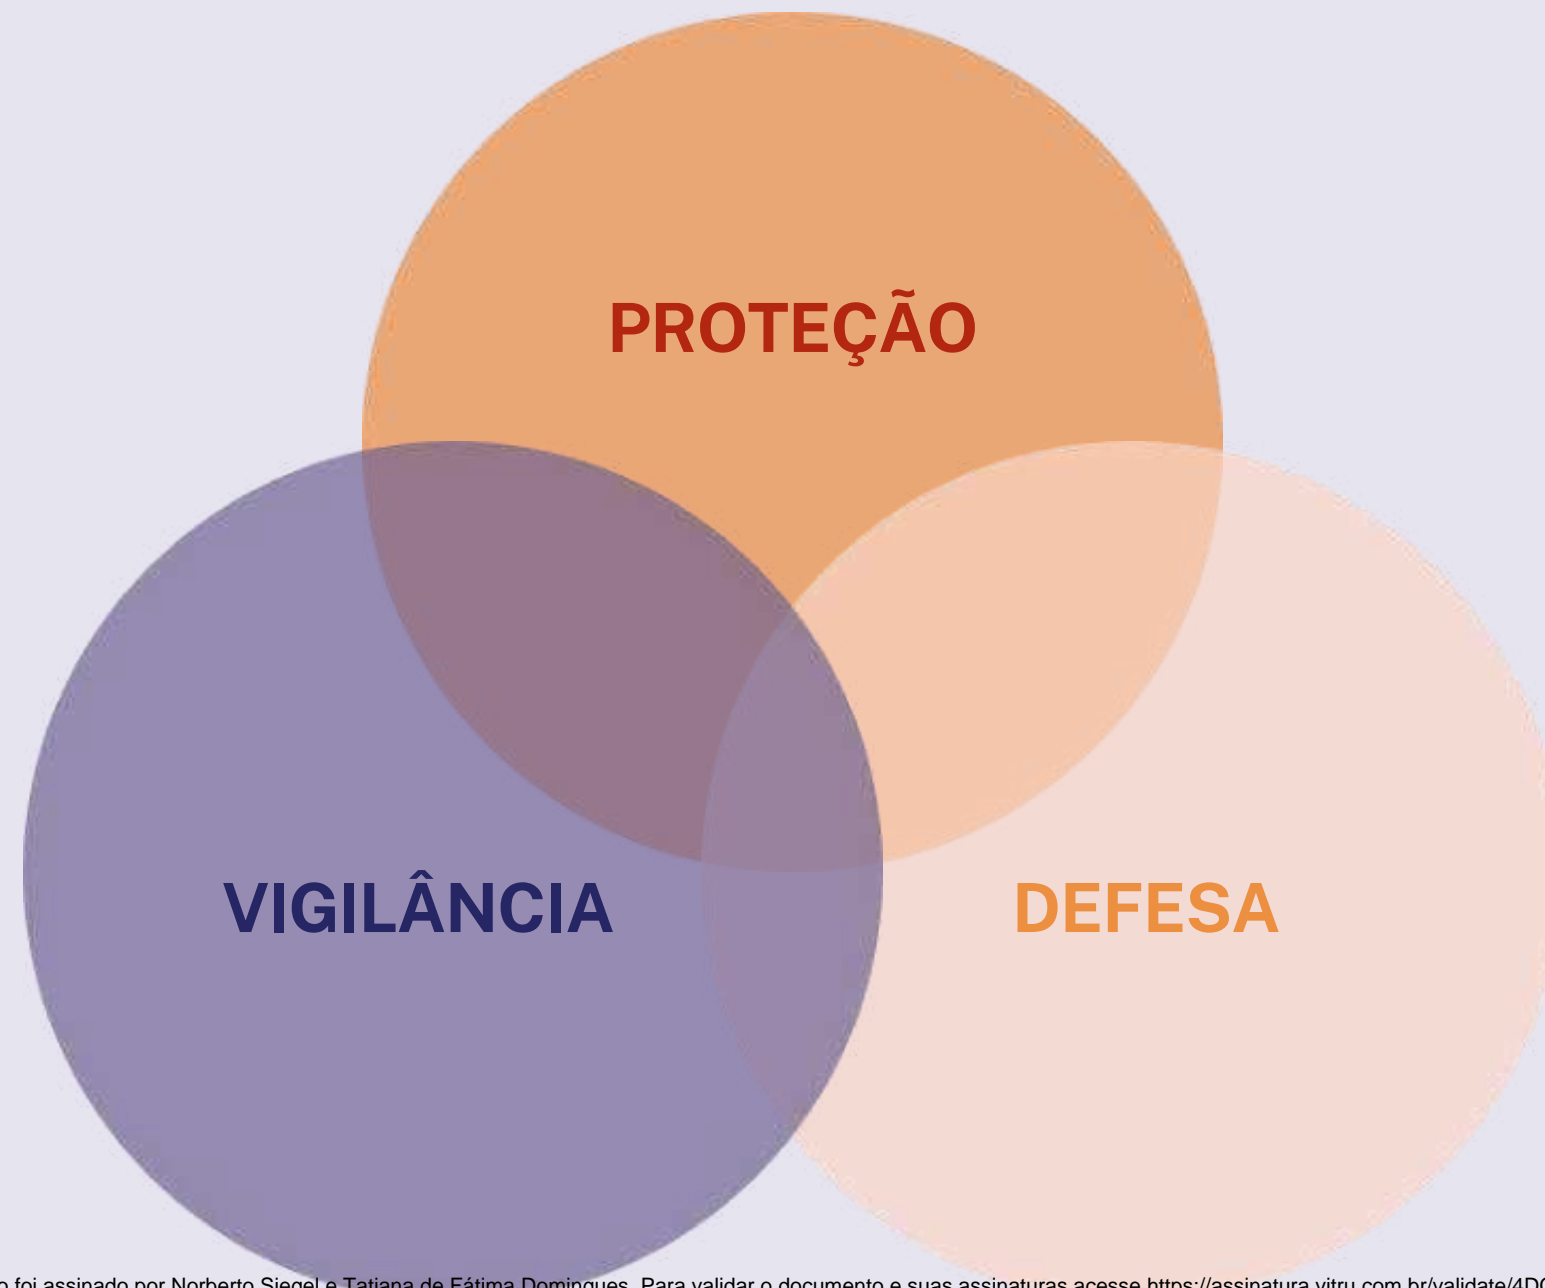 PROTEÇÃO
VIGILÂNCIA DEFESA
o foi assinado por Norberto Siegel e Tatiana de Fátima Domingues. Para validar o documento e suas assinaturas acesse https://assinatura.vitru.com.br/validate/4D